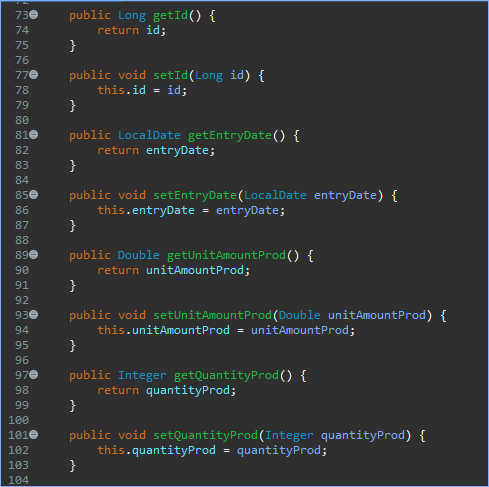 73 public Long getId() {
74 return id;
75 }
76
77 public void setId(Long id) {
78 this.id = id;
79 }
80
81 public LocalDate getEntryDate() {
82 return entryDate;
83 }
84
85 public void setEntryDate(LocalDate entryDate) {
86 this.entryDate = entryDate;
87 }
88
89 public Double getUnitAmountProd() {
90 return unitAmountProd;
91 }
92
93 public void setUnitAmountProd(Double unitAmountProd) {
94 this.unitAmountProd = unitAmountProd;
95 }
96
97 public Integer getQuantityProd() {
98 return quantityProd;
99 }
100
101 public void setQuantityProd(Integer quantityProd) {
102 this.quantityProd = quantityProd;
103 }
104